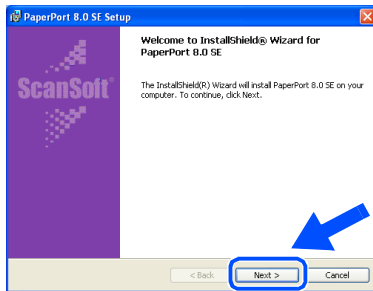 PaperPort 8.0 SE Setup
Welcome to InstallShield® Wizard for
PaperPort 8.0 SE
ScanSoft®
The InstallShield(R) Wizard will install PaperPort 8.0 SE on your
computer. To continue, click Next.
< Back
Next >
Cancel